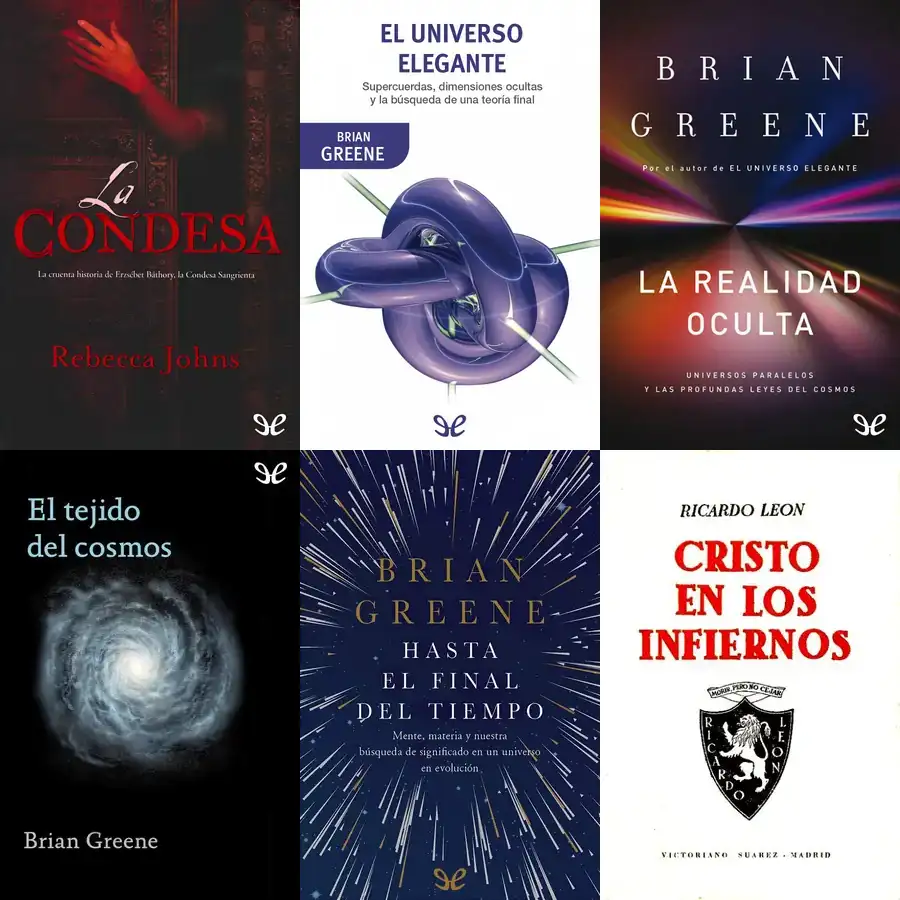 La
CONDESA
La cruenta historia de Erzsébet Báthory, la Condesa Sangrienta
Rebecca Johns
EL UNIVERSO
ELEGANTE
Supercuerdas, dimensiones ocultas
y la búsqueda de una teoría final
BRIAN
GREENE
BRIAN
GREENE
Por el autor de EL UNIVERSO ELEGANTE
LA REALIDAD
OCULTA
UNIVERSOS PARALELOS
Y LAS PROFUNDAS LEYES DEL COSMOS
El tejido
del cosmos
Brian Greene
BRIAN
GREENE
HASTA
EL FINAL
DEL TIEMPO
Mente, materia y nuestra
búsqueda de significado en un universo
en evolución
RICARDO LEON
CRISTO
EN LOS
INFIERNOS
MORIR, PERO NO CEJAR
RICARDO
LEON
VICTORIANO SUAREZ - MADRID